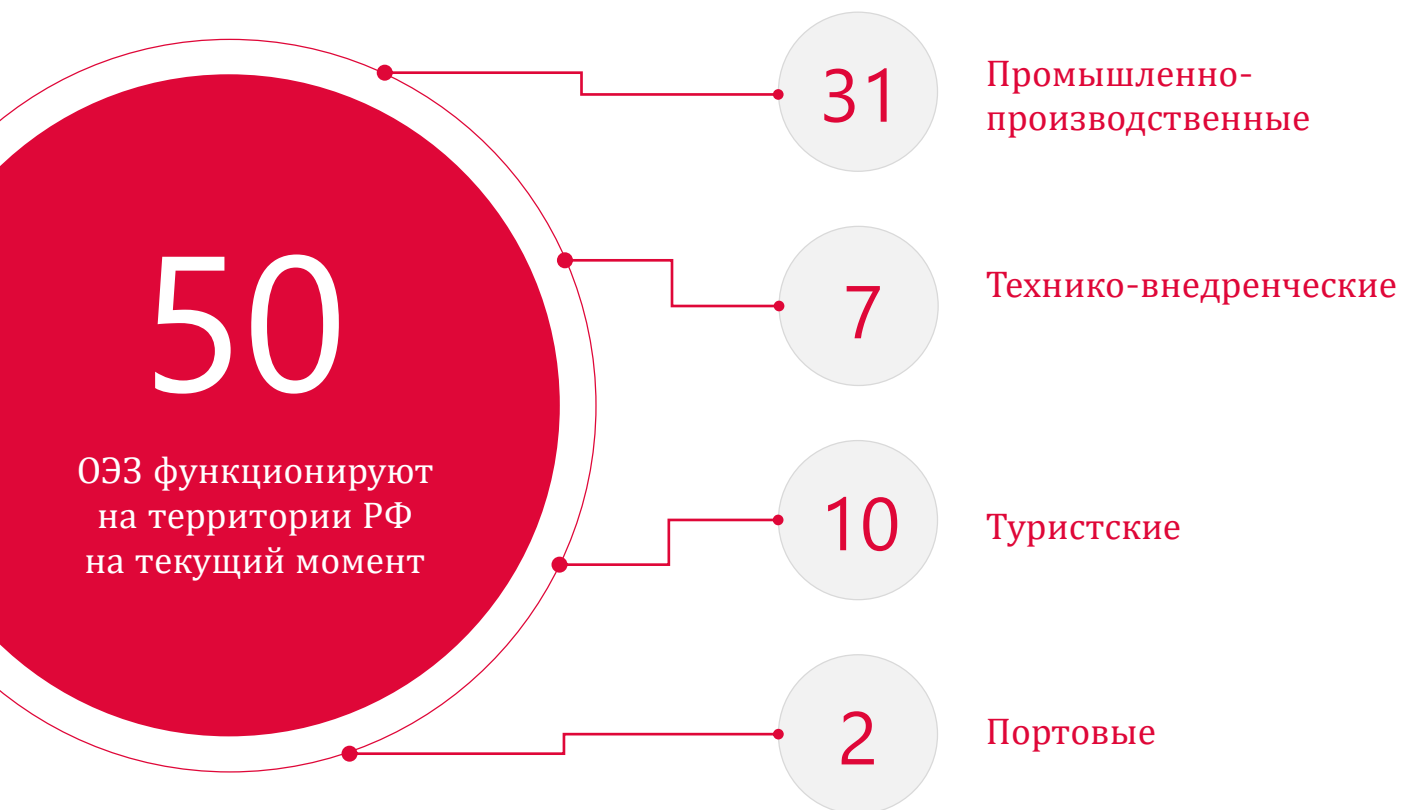 50
ОЭЗ функционируют
на территории РФ
на текущий момент
31
Промышленно-
производственные
7
Технико-внедренческие
10
Туристские
2
Портовые